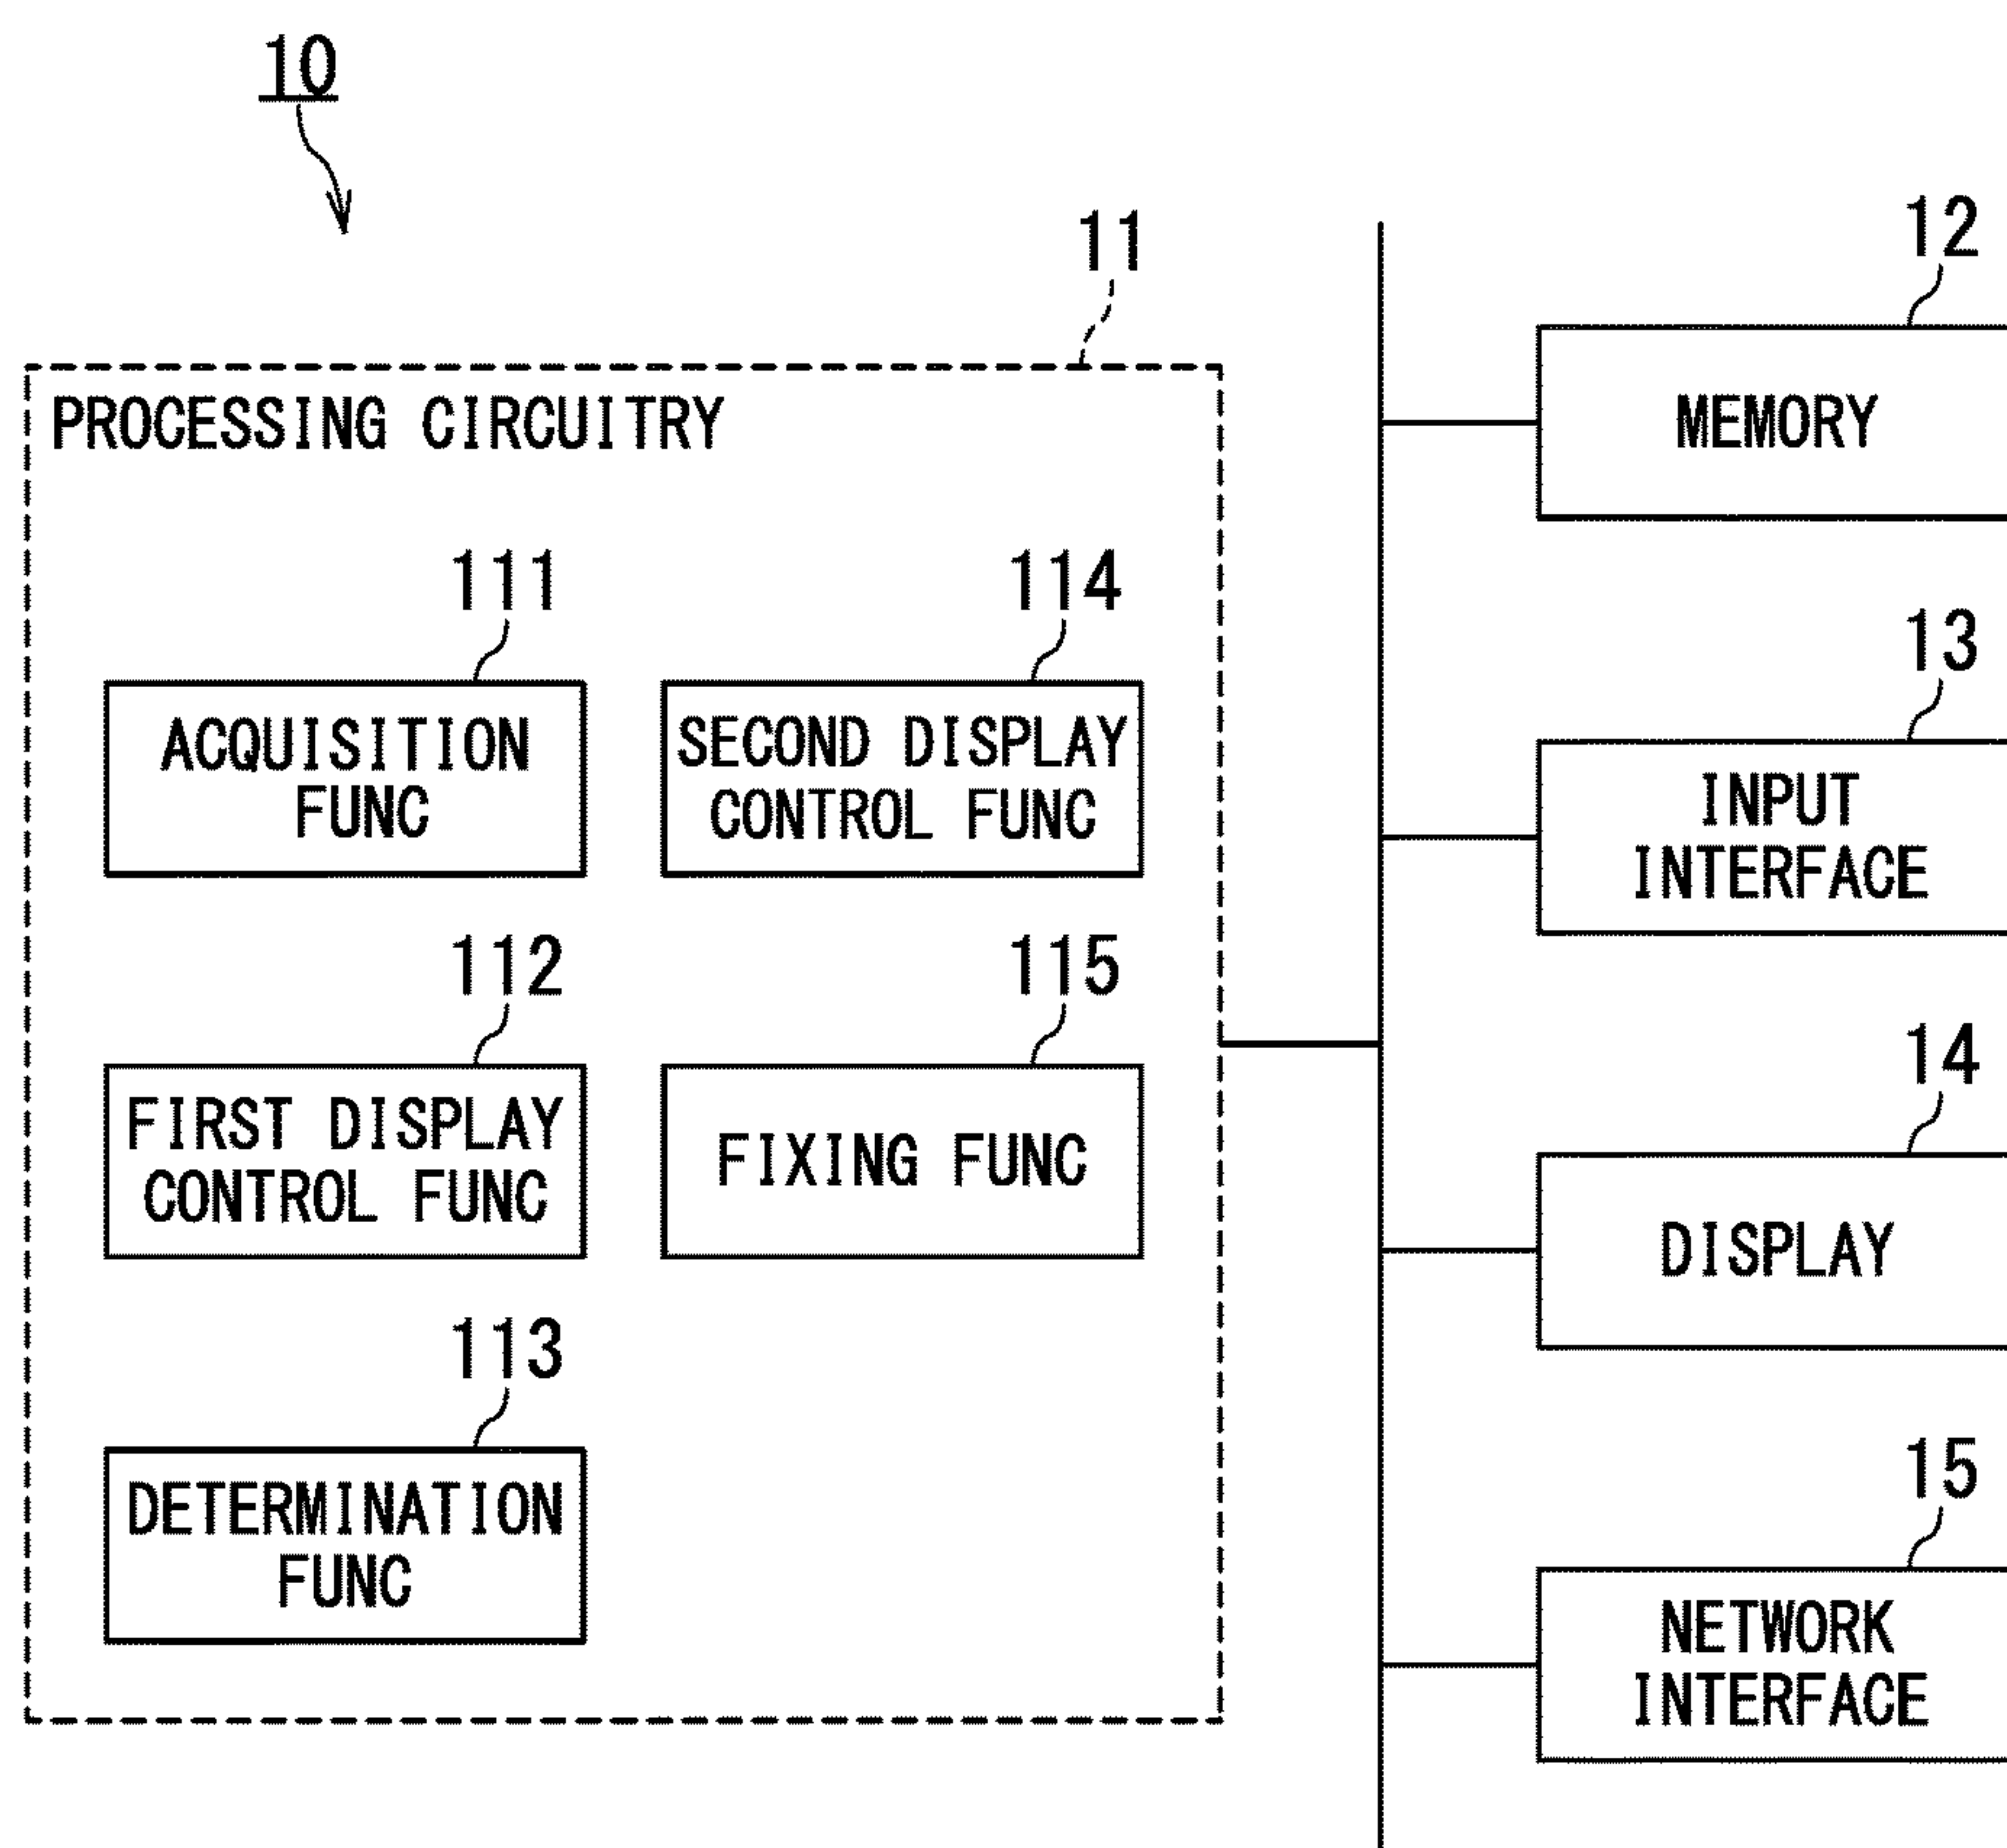 10
11
PROCESSING CIRCUITRY
111
ACQUISITION
FUNC
114
SECOND DISPLAY
CONTROL FUNC
112
FIRST DISPLAY
CONTROL FUNC
115
FIXING FUNC
113
DETERMINATION
FUNC
12
MEMORY
13
INPUT
INTERFACE
14
DISPLAY
15
NETWORK
INTERFACE